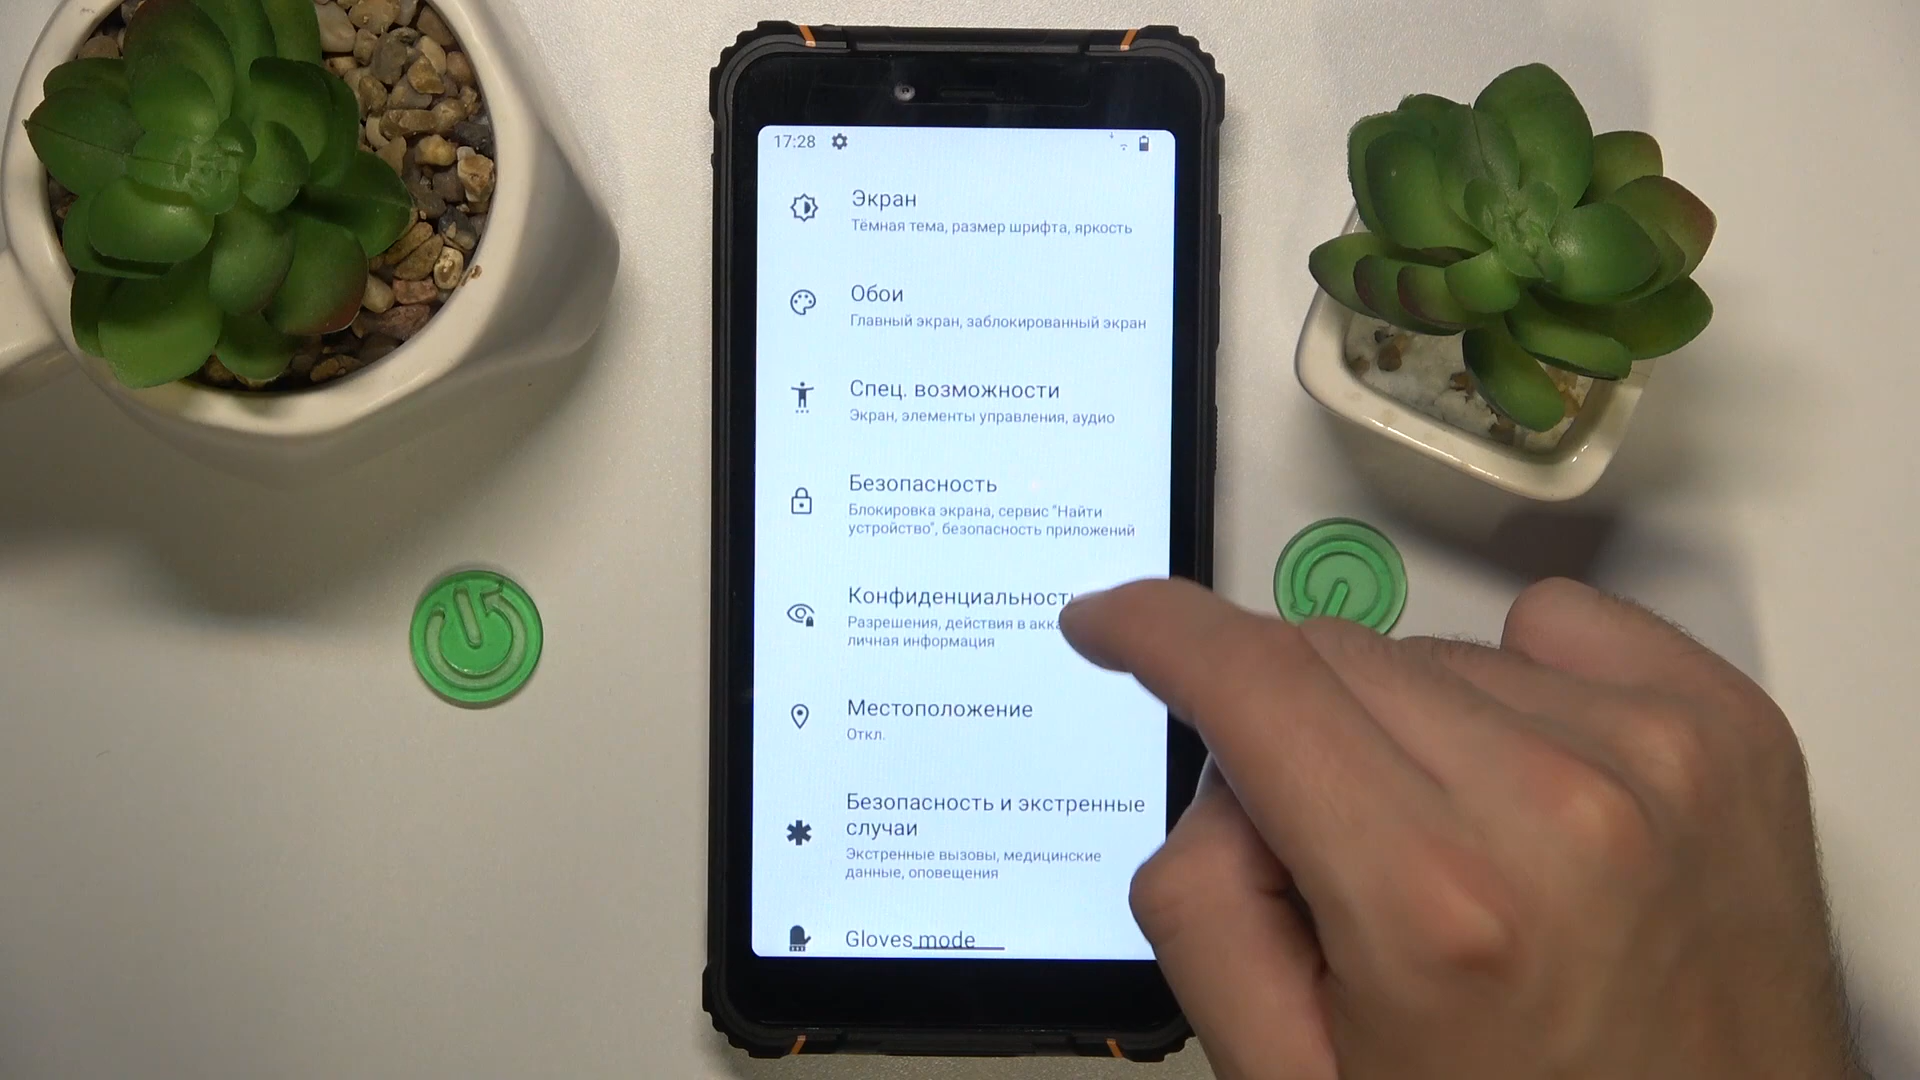 17:28
Экран
Тёмная тема, размер шрифта, яркость
Обои
Главный экран, заблокированный экран
Спец. возможности
Экран, элементы управления, аудио
Безопасность
Блокировка экрана, сервис "Найти
устройство", безопасность приложений
Конфиденциальность
Разрешения, действия в
личная информация
Местоположение
Откл.
Безопасность и экстренные
случаи
Экстренные вызовы, медицинские
данные, оповещения
Gloves mode